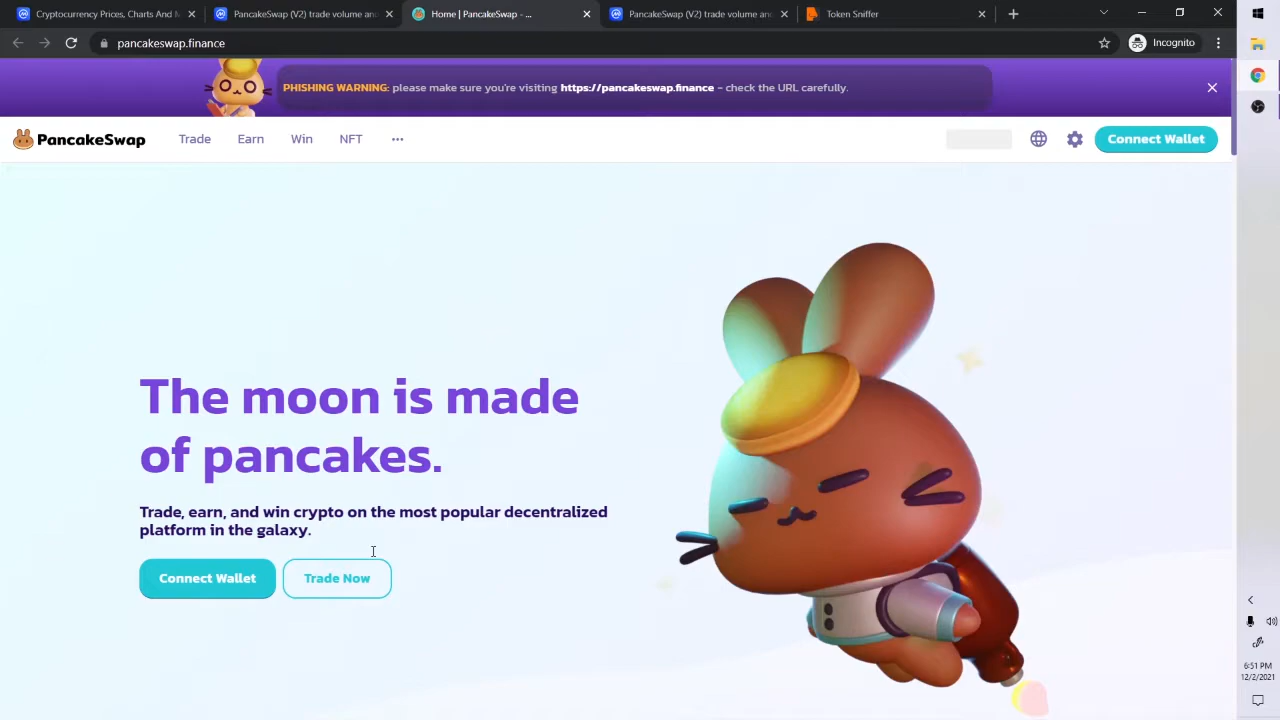 Cryptocurrency Prices, Charts And M
PancakeSwap (V2) trade volume and
Home | PancakeSwap - ...
PancakeSwap (V2) trade volume and
Token Sniffer
pancakeswap.finance
Incognito
PHISHING WARNING: please make sure you're visiting https://pancakeswap.finance - check the URL carefully.
PancakeSwap
Trade
Earn
Win
NFT
Connect Wallet
The moon is made
of pancakes.
Trade, earn, and win crypto on the most popular decentralized
platform in the galaxy.
Connect Wallet
Trade Now
6:51 PM
12/2/2021